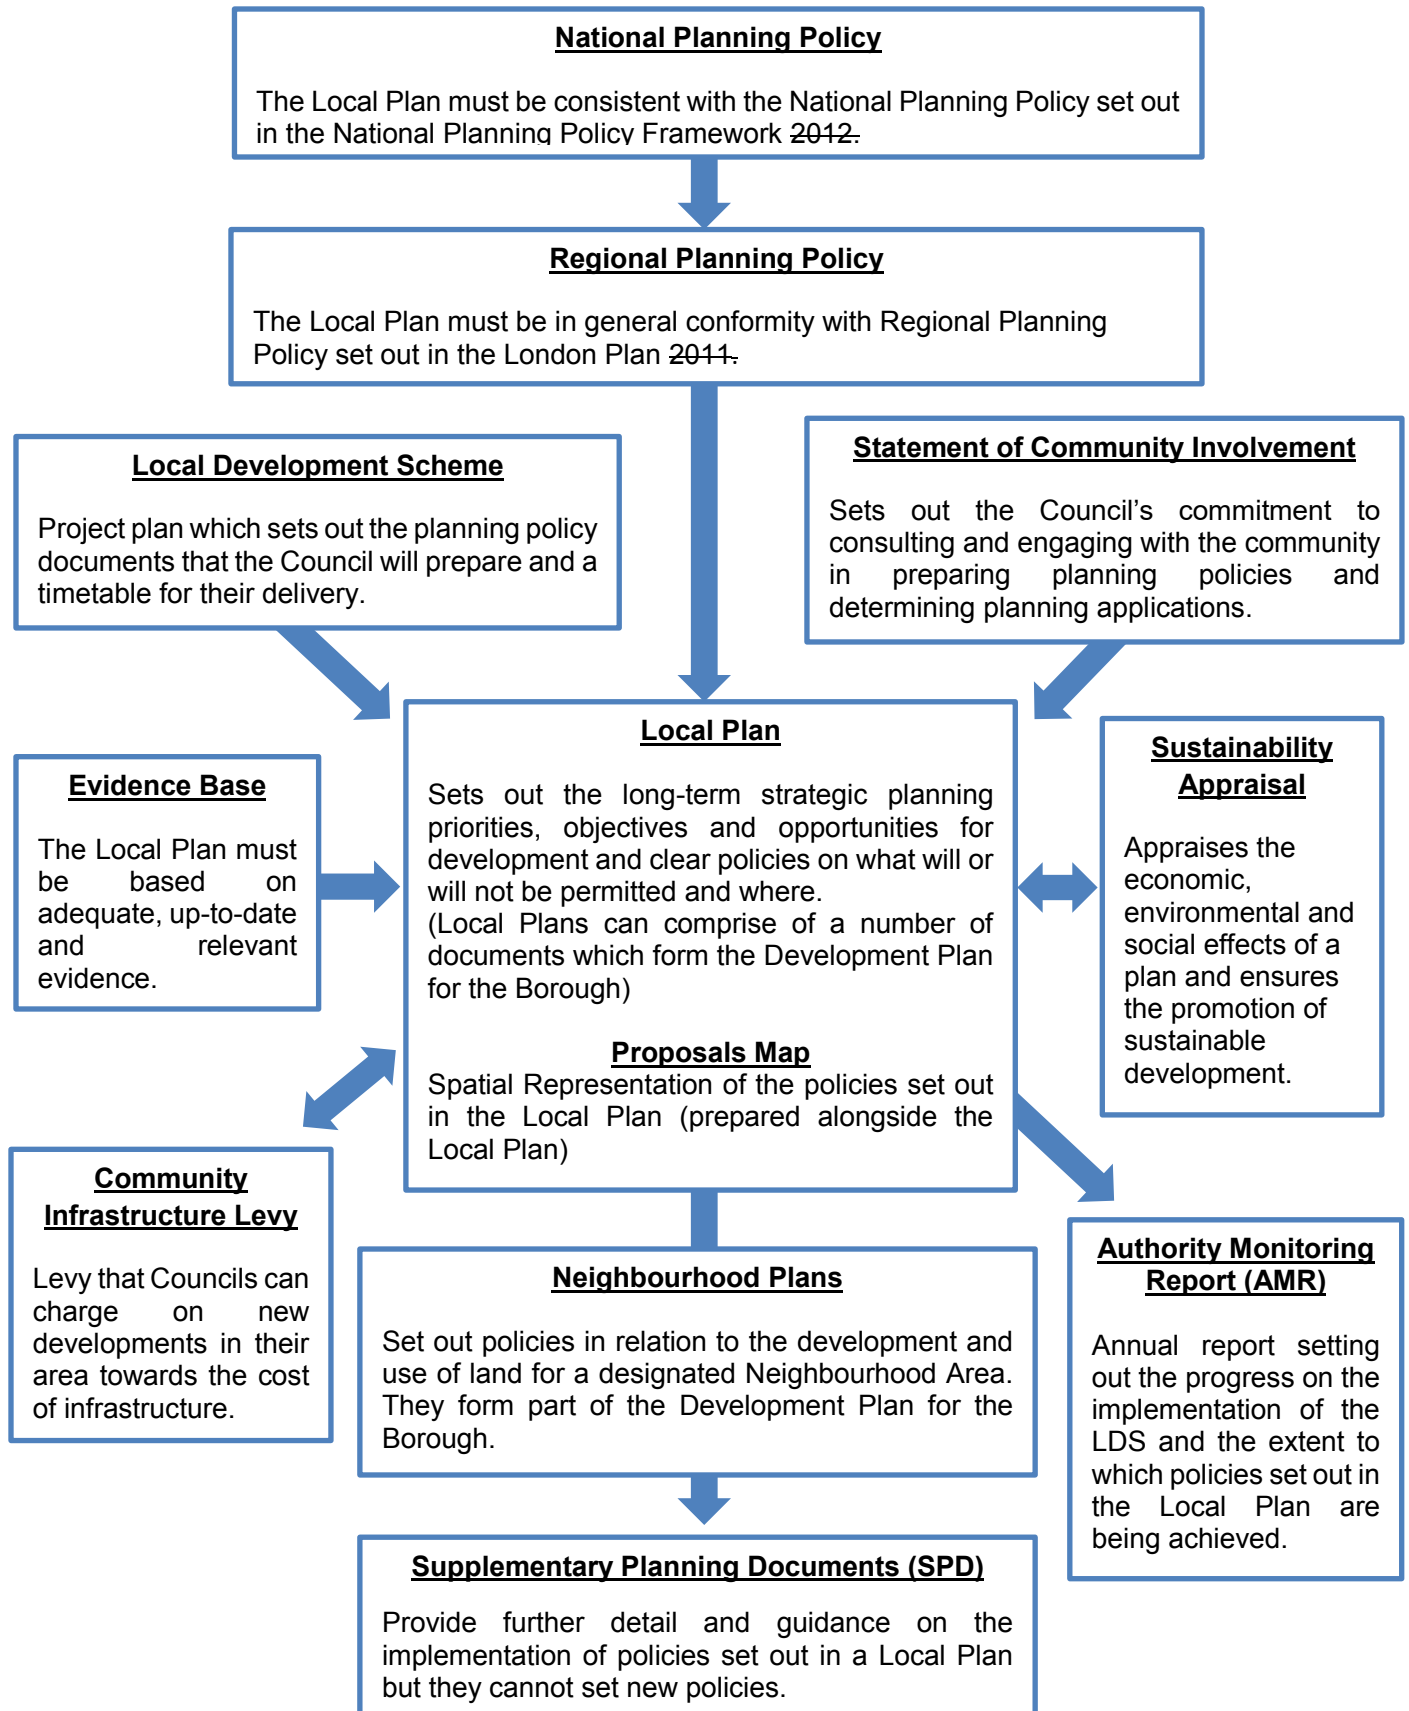 National Planning Policy
The Local Plan must be consistent with the National Planning Policy set out
in the National Planning Policy Framework 2012.
Regional Planning Policy
The Local Plan must be in general conformity with Regional Planning
Policy set out in the London Plan 2011.
Local Development Scheme
Project plan which sets out the planning policy
documents that the Council will prepare and a
timetable for their delivery.
Statement of Community Involvement
Sets out the Council’s commitment to
consulting and engaging with the community
in preparing planning policies and
determining planning applications.
Local Plan
Sets out the long-term strategic planning
priorities, objectives and opportunities for
development and clear policies on what will or
will not be permitted and where.
(Local Plans can comprise of a number of
documents which form the Development Plan
for the Borough)
Proposals Map
Spatial Representation of the policies set out
in the Local Plan (prepared alongside the
Local Plan)
Evidence Base
The Local Plan must
be based on
adequate, up-to-date
and relevant
evidence.
Sustainability
Appraisal
Appraises the
economic,
environmental and
social effects of a
plan and ensures
the promotion of
sustainable
development.
Community
Infrastructure Levy
Levy that Councils can
charge on new
developments in their
area towards the cost
of infrastructure.
Neighbourhood Plans
Set out policies in relation to the development and
use of land for a designated Neighbourhood Area.
They form part of the Development Plan for the
Borough.
Authority Monitoring
Report (AMR)
Annual report setting
out the progress on the
implementation of the
LDS and the extent to
which policies set out in
the Local Plan are
being achieved.
Supplementary Planning Documents (SPD)
Provide further detail and guidance on the
implementation of policies set out in a Local Plan
but they cannot set new policies.